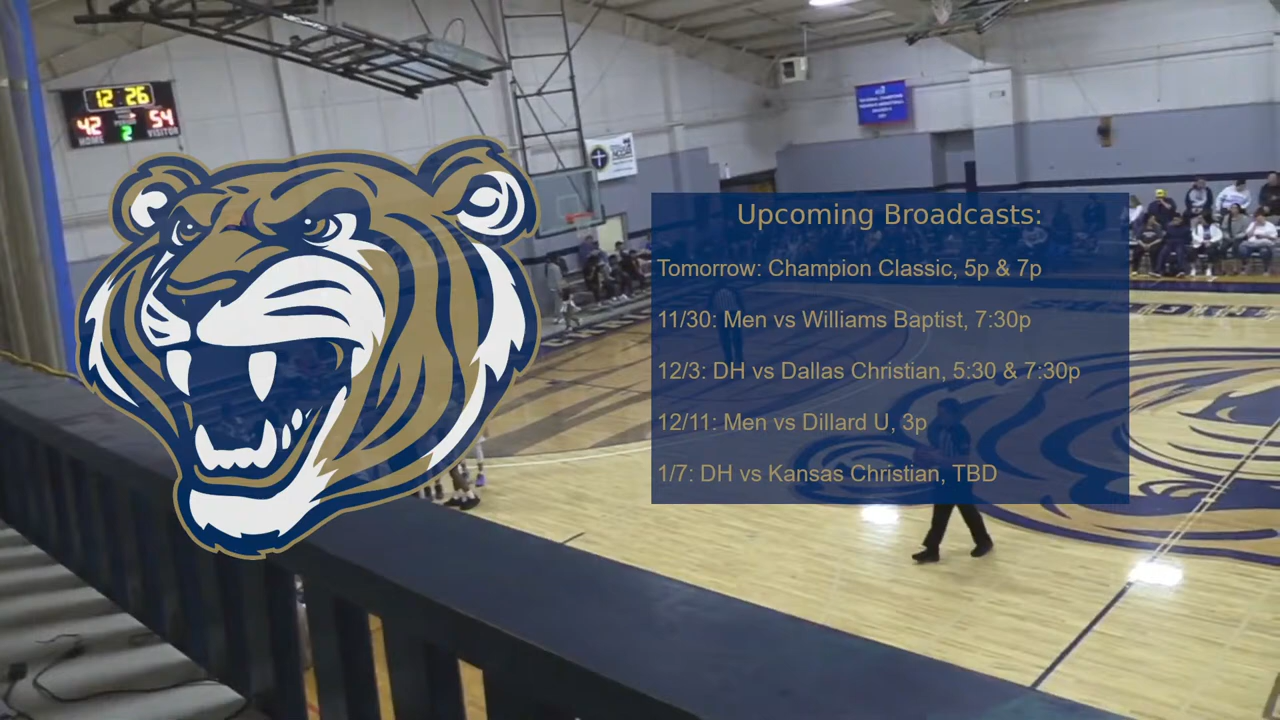 12 26
42 54
HOME 2 VISITOR
Upcoming Broadcasts:
Tomorrow: Champion Classic, 5p & 7p
11/30: Men vs Williams Baptist, 7:30p
12/3: DH vs Dallas Christian, 5:30 & 7:30p
12/11: Men vs Dillard U, 3p
1/7: DH vs Kansas Christian, TBD